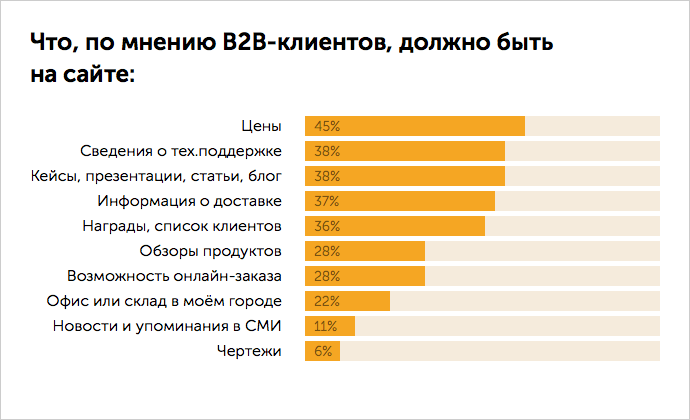 Что, по мнению B2B-клиентов, должно быть
на сайте:
Цены 45%
Сведения о тех.поддержке 38%
Кейсы, презентации, статьи, блог 38%
Информация о доставке 37%
Награды, список клиентов 36%
Обзоры продуктов 28%
Возможность онлайн-заказа 28%
Офис или склад в моём городе 22%
Новости и упоминания в СМИ 11%
Чертежи 6%